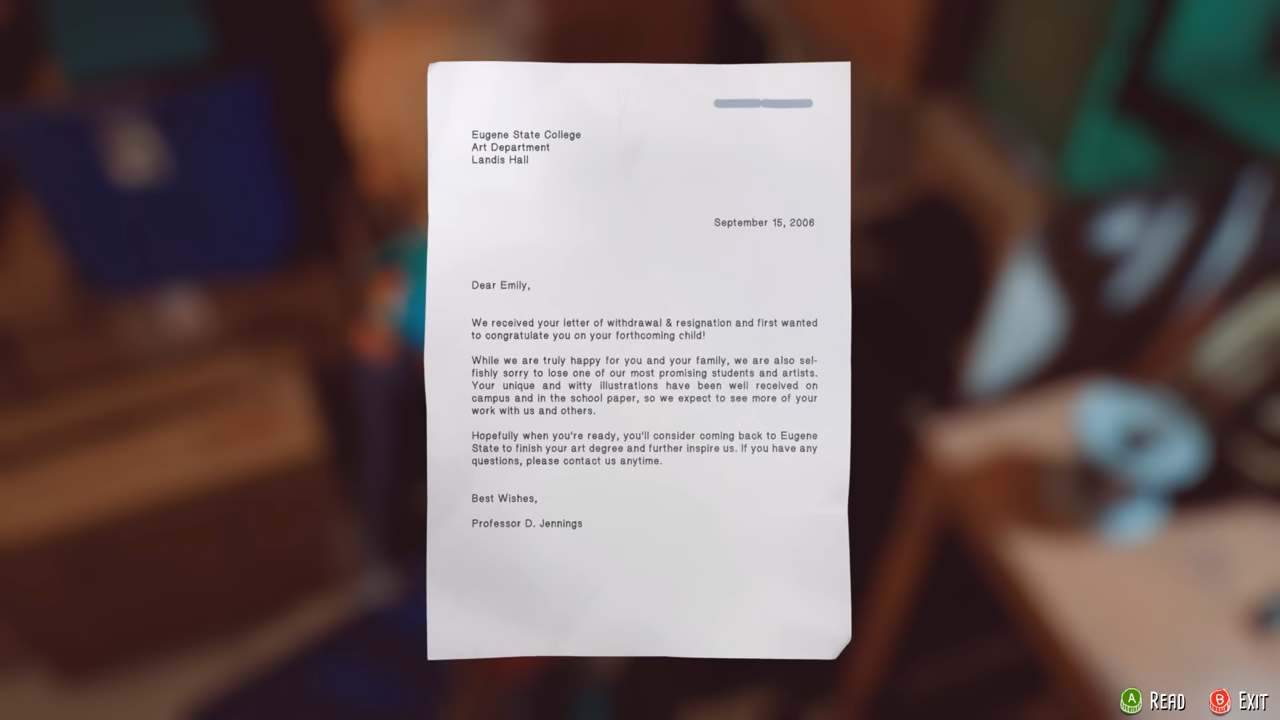 Eugene State College
Art Department
Landis Hall
September 15, 2006
Dear Emily,
We received your letter of withdrawal & resignation and first wanted
to congratulate you on your forthcoming child!
While we are truly happy for you and your family, we are also sel-
fishly sorry to lose one of our most promising students and artists.
Your unique and witty illustrations have been well received on
campus and in the school paper, so we expect to see more of your
work with us and others.
Hopefully when you're ready, you'll consider coming back to Eugene
State to finish your art degree and further inspire us. If you have any
questions, please contact us anytime.
Best Wishes,
Professor D. Jennings
A READ B EXIT